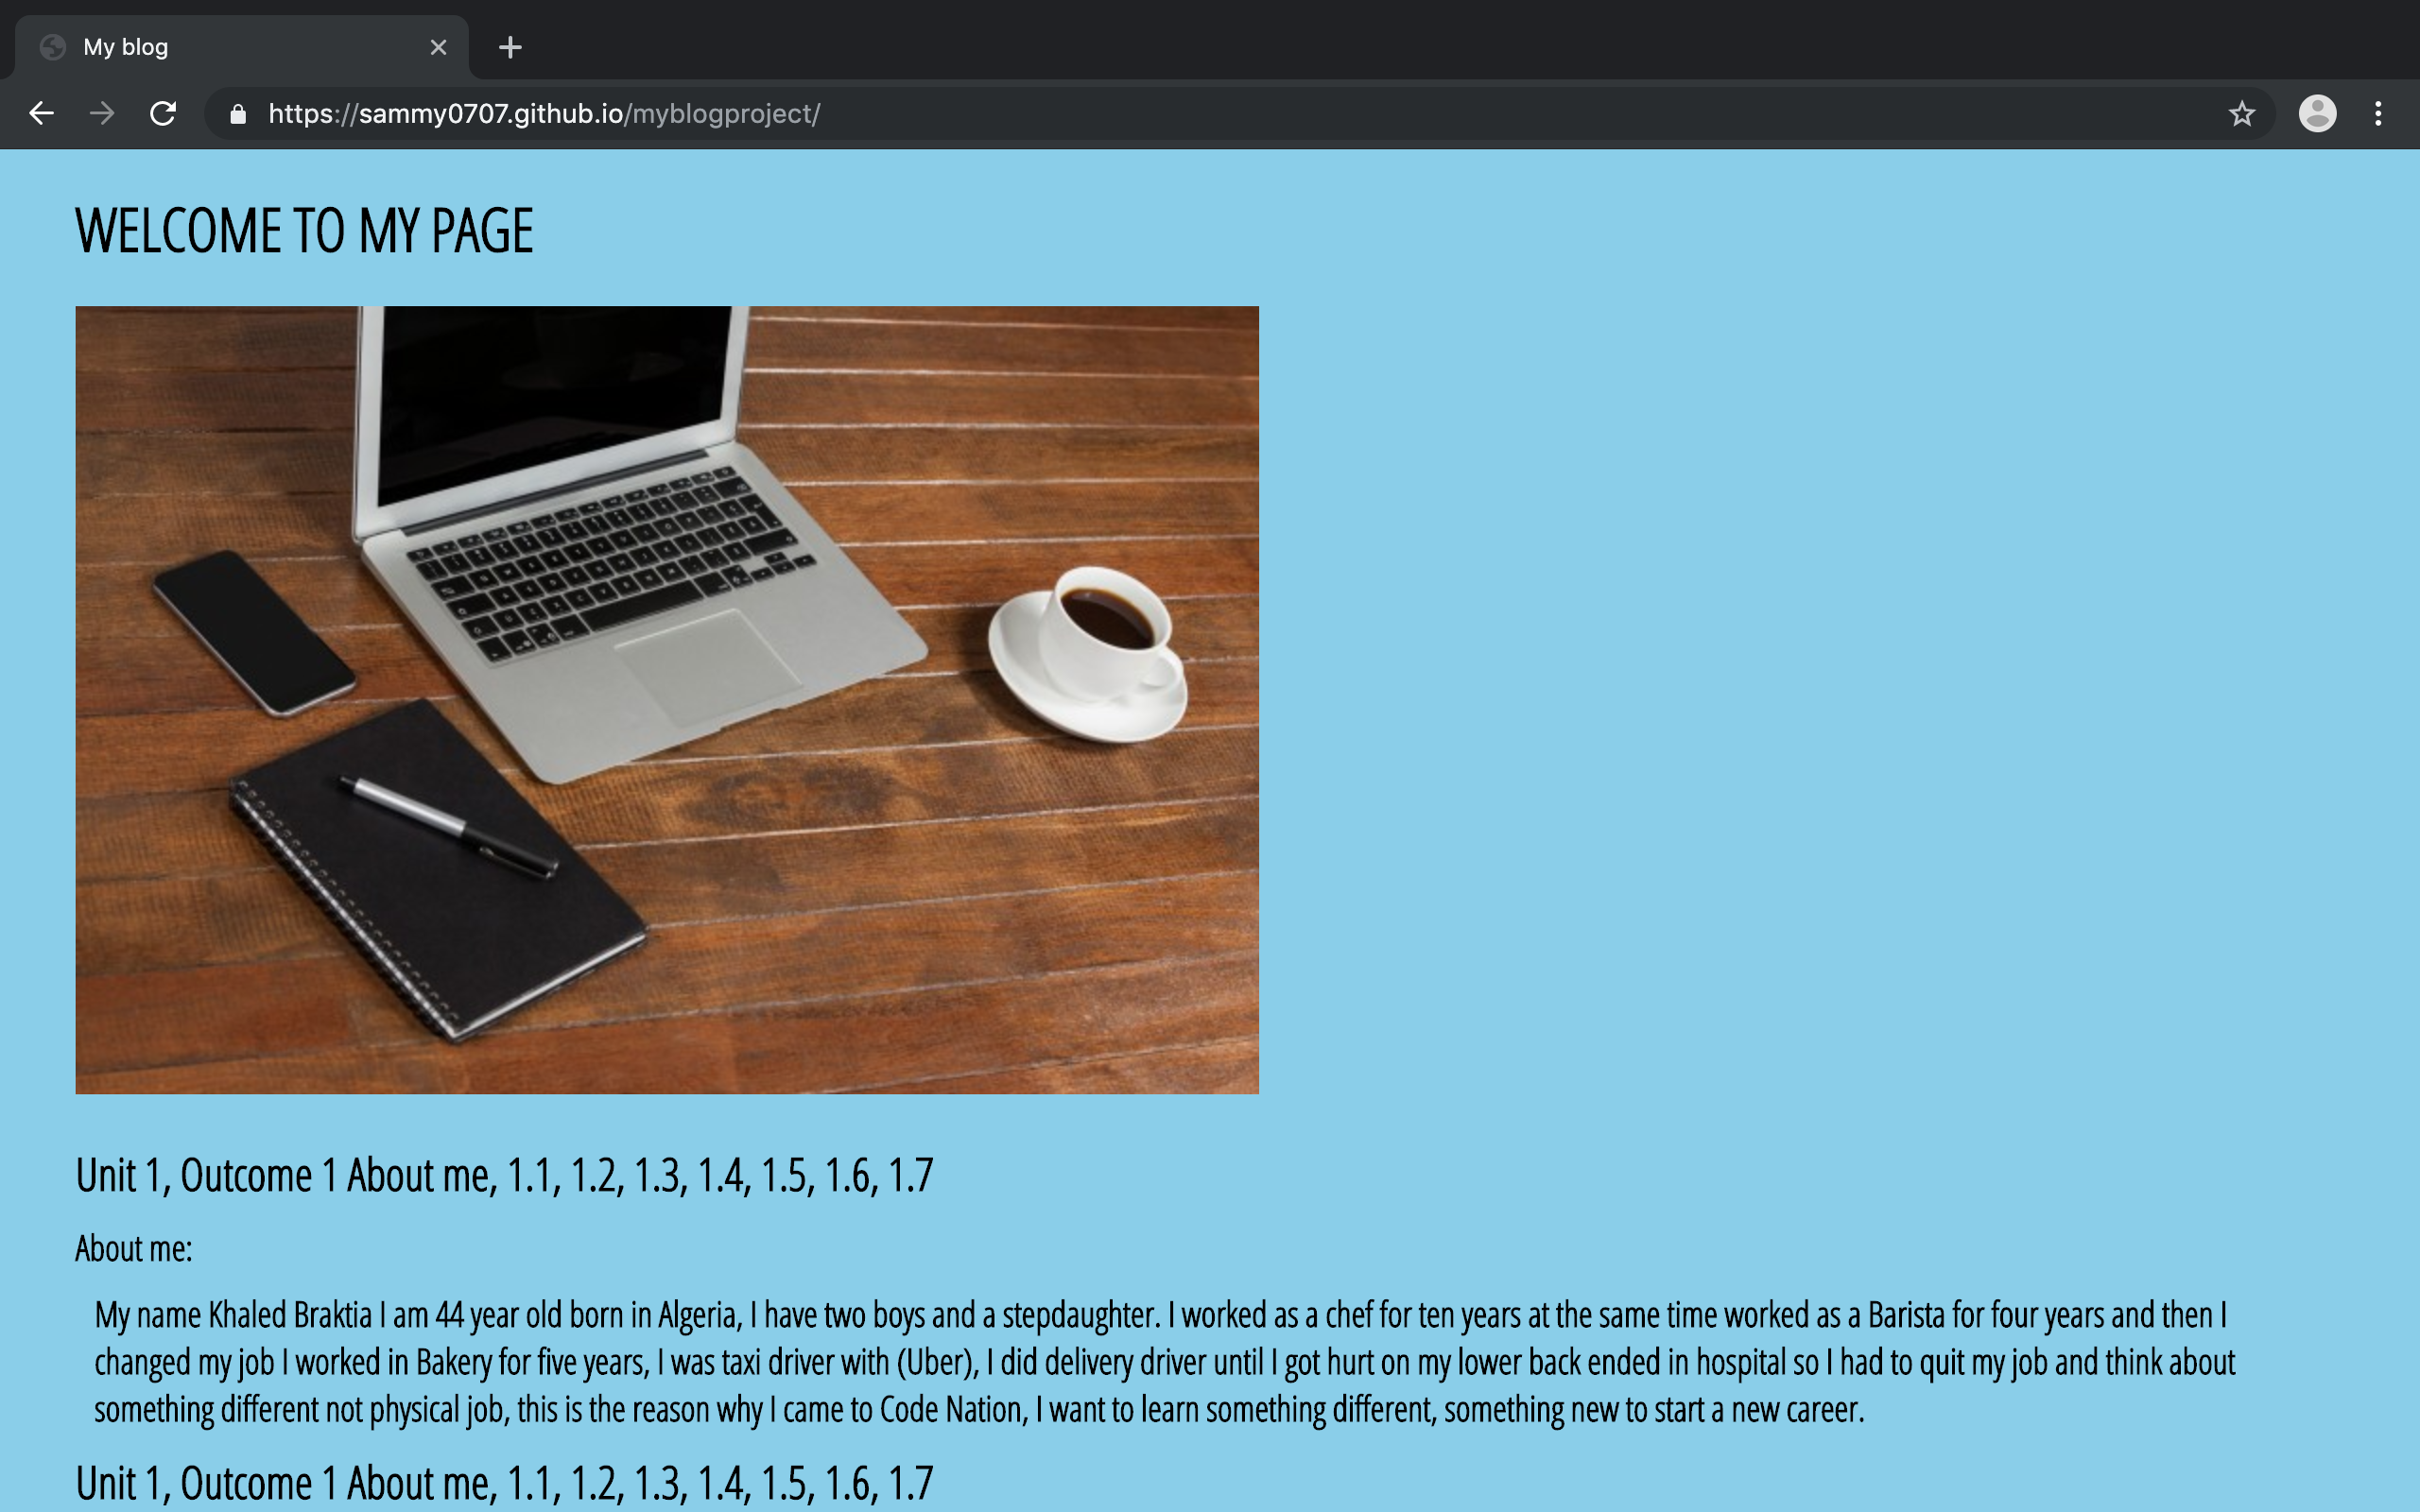 My blog
https://sammy0707.github.io/myblogproject/
WELCOME TO MY PAGE
Unit 1, Outcome 1 About me, 1.1, 1.2, 1.3, 1.4, 1.5, 1.6, 1.7
About me:
My name Khaled Braktia I am 44 year old born in Algeria, I have two boys and a stepdaughter. I worked as a chef for ten years at the same time worked as a Barista for four years and then I
changed my job I worked in Bakery for five years, I was taxi driver with (Uber), I did delivery driver until I got hurt on my lower back ended in hospital so I had to quit my job and think about
something different not physical job, this is the reason why I came to Code Nation, I want to learn something different, something new to start a new career.
Unit 1, Outcome 1 About me, 1.1, 1.2, 1.3, 1.4, 1.5, 1.6, 1.7